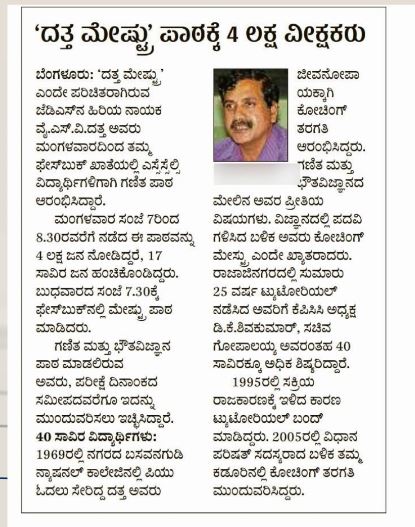 ‘ದತ್ತ ಮೇಷ್ಟ್ರು’ ಪಾಠಕ್ಕೆ 4 ಲಕ್ಷ ವೀಕ್ಷಕರು
ಬೆಂಗಳೂರು: ‘ದತ್ತ ಮೇಷ್ಟ್ರು’
ಎಂದೇ ಪರಿಚಿತರಾಗಿರುವ
ಜೆಡಿಎಸ್‌ನ ಹಿರಿಯ ನಾಯಕ
ವೈ.ಎಸ್‌.ವಿ.ದತ್ತ ಅವರು
ಮಂಗಳವಾರದಿಂದ ತಮ್ಮ
ಫೇಸ್‌ಬುಕ್‌ ಖಾತೆಯಲ್ಲಿ ಎಸ್ಸೆಸ್ಸೆಲ್ಸಿ
ವಿದ್ಯಾರ್ಥಿಗಳಿಗಾಗಿ ಗಣಿತ ಪಾಠ
ಆರಂಭಿಸಿದ್ದಾರೆ.
ಮಂಗಳವಾರ ಸಂಜೆ 7ರಿಂದ
8.30ರವರೆಗೆ ನಡೆದ ಈ ಪಾಠವನ್ನು
4 ಲಕ್ಷ ಜನ ನೋಡಿದ್ದರೆ, 17
ಸಾವಿರ ಜನ ಹಂಚಿಕೊಂಡಿದ್ದರು.
ಬುಧವಾರದ ಸಂಜೆ 7.30ಕ್ಕೆ
ಫೇಸ್‌ಬುಕ್‌ನಲ್ಲಿ ಮೇಷ್ಟ್ರು ಪಾಠ
ಮಾಡಿದರು.
ಗಣಿತ ಮತ್ತು ಭೌತವಿಜ್ಞಾನ
ಪಾಠ ಮಾಡಲಿರುವ
ಅವರು, ಪರೀಕ್ಷೆ ದಿನಾಂಕದ
ಸಮೀಪದವರೆಗೂ ಇದನ್ನು
ಮುಂದುವರಿಸಲು ಇಚ್ಛಿಸಿದ್ದಾರೆ.
40 ಸಾವಿರ ವಿದ್ಯಾರ್ಥಿಗಳು:
1969ರಲ್ಲಿ ನಗರದ ಬಸವನಗುಡಿ
ನ್ಯಾಷನಲ್‌ ಕಾಲೇಜಿನಲ್ಲಿ ಪಿಯು
ಓದಲು ಸೇರಿದ್ದ ದತ್ತ ಅವರು
ಜೀವನೋಪಾ
ಯಕ್ಕಾಗಿ
ಕೋಚಿಂಗ್‌
ತರಗತಿ
ಆರಂಭಿಸಿದ್ದರು.
ಗಣಿತ ಮತ್ತು
ಭೌತವಿಜ್ಞಾನದ
ಮೇಲಿನ ಅವರ ಪ್ರೀತಿಯ
ವಿಷಯಗಳು. ವಿಜ್ಞಾನದಲ್ಲಿ ಪದವಿ
ಗಳಿಸಿದ ಬಳಿಕ ಅವರು ಕೋಚಿಂಗ್‌
ಮೇಸ್ಟ್ರು ಎಂದೇ ಖ್ಯಾತರಾದರು.
ರಾಜಾಜಿನಗರದಲ್ಲಿ ಸುಮಾರು
25 ವರ್ಷ ಟ್ಯುಟೋರಿಯಲ್‌
ನಡೆಸಿದ ಅವರಿಗೆ ಕೆಪಿಸಿಸಿ ಅಧ್ಯಕ್ಷ
ಡಿ.ಕೆ.ಶಿವಕುಮಾರ್‌, ಸಚಿವ
ಗೋಪಾಲಯ್ಯ ಅವರಂತಹ 40
ಸಾವಿರಕ್ಕೂ ಅಧಿಕ ಶಿಷ್ಯರಿದ್ದಾರೆ.
1995ರಲ್ಲಿ ಸಕ್ರಿಯ
ರಾಜಕಾರಣಕ್ಕೆ ಇಳಿದ ಕಾರಣ
ಟ್ಯುಟೋರಿಯಲ್‌ ಬಂದ್‌
ಮಾಡಿದ್ದರು. 2005ರಲ್ಲಿ ವಿಧಾನ
ಪರಿಷತ್‌ ಸದಸ್ಯರಾದ ಬಳಿಕ ತಮ್ಮ
ಕಡೂರಿನಲ್ಲಿ ಕೋಚಿಂಗ್‌ ತರಗತಿ
ಮುಂದುವರಿಸಿದ್ದರು.